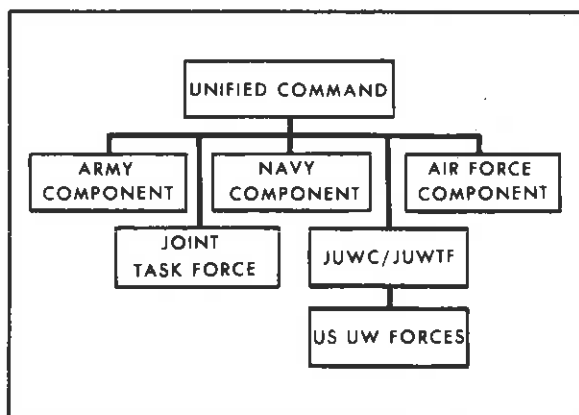 UNIFIED COMMAND
ARMY
COMPONENT
NAVY
COMPONENT
AIR FORCE
COMPONENT
JOINT
TASK FORCE
JUWC/JUWTF
US UW FORCES